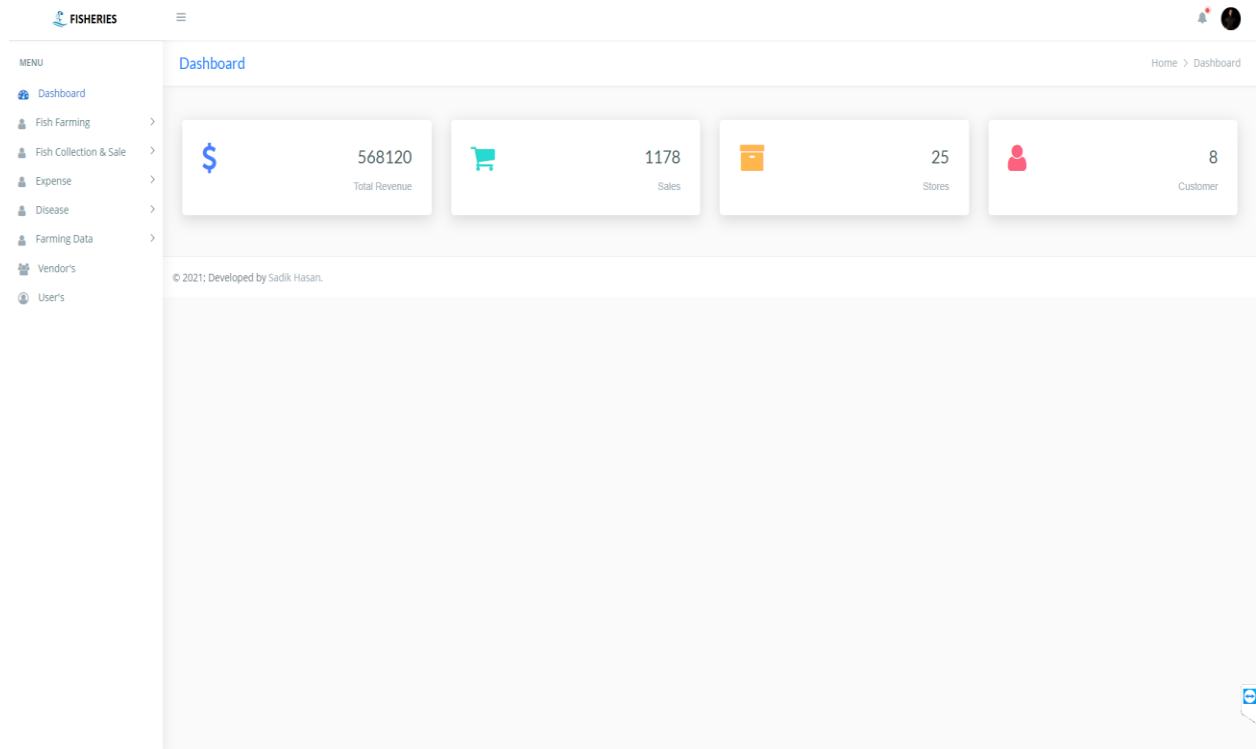 FISHERIES
MENU
Dashboard
Fish Farming
Fish Collection & Sale
Expense
Disease
Farming Data
Vendor's
User's
Dashboard
Home > Dashboard
568120
Total Revenue
1178
Sales
25
Stores
8
Customer
© 2021; Developed by Sadik Hasan.